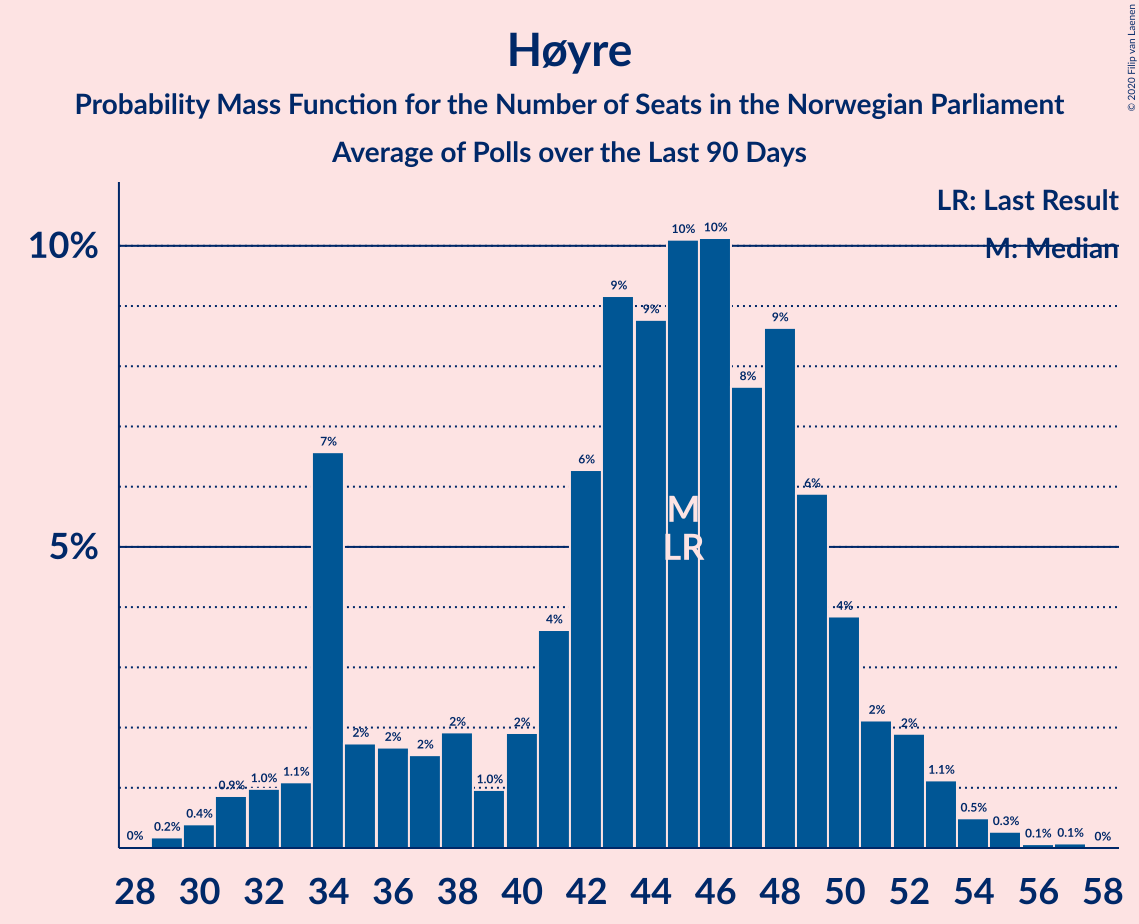 © 2020 Filip van Laenen
Høyre
Probability Mass Function for the Number of Seats in the Norwegian Parliament
Average of Polls over the Last 90 Days
LR: Last Result
M: Median
10%
5%
0% 0.2% 0.4% 0.9% 1.0% 1.1% 7% 2% 2% 2% 2% 1.0% 2% 4% 6% 9% 9% 10% 10% 8% 9% 6% 4% 2% 2% 1.1% 0.5% 0.3% 0.1% 0.1% 0%
M
LR
28 30 32 34 36 38 40 42 44 46 48 50 52 54 56 58